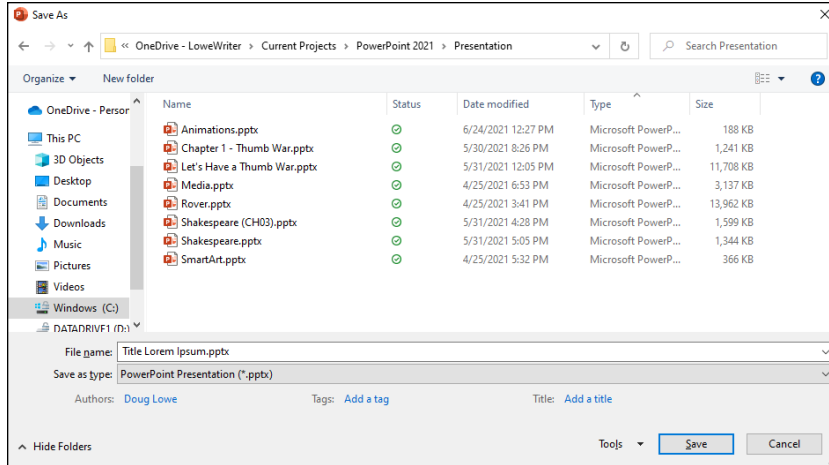 Save As
« OneDrive - LoweWriter > Current Projects > PowerPoint 2021 > Presentation Search Presentation
Organize New folder
OneDrive - Person
This PC
3D Objects
Desktop
Documents
Downloads
Music
Pictures
Videos
Windows (C:)
DATADRIVE1 (D:)
Name Status Date modified Type Size
Animations.pptx 6/24/2021 12:27 PM Microsoft PowerP... 188 KB
Chapter 1 - Thumb War.pptx 5/30/2021 8:26 PM Microsoft PowerP... 1,241 KB
Let's Have a Thumb War.pptx 5/31/2021 12:05 PM Microsoft PowerP... 11,708 KB
Media.pptx 4/25/2021 6:53 PM Microsoft PowerP... 3,137 KB
Rover.pptx 4/25/2021 3:41 PM Microsoft PowerP... 13,962 KB
Shakespeare (CH03).pptx 5/31/2021 4:28 PM Microsoft PowerP... 1,599 KB
Shakespeare.pptx 5/31/2021 5:05 PM Microsoft PowerP... 1,344 KB
SmartArt.pptx 4/25/2021 5:32 PM Microsoft PowerP... 366 KB
File name: Title Lorem Ipsum.pptx
Save as type: PowerPoint Presentation (*.pptx)
Authors: Doug Lowe Tags: Add a tag Title: Add a title
Hide Folders Tools Save Cancel